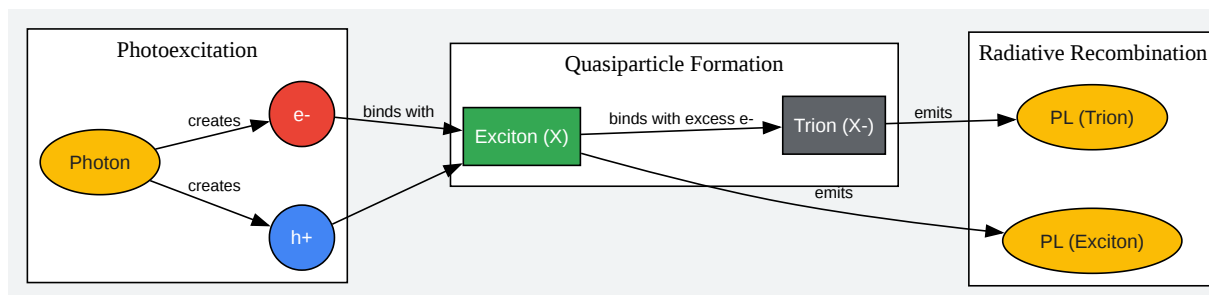 Photoexcitation
Photon
creates
creates
e-
h+
binds with
Quasiparticle Formation
Exciton (X)
binds with excess e-
Trion (X-)
emits
emits
Radiative Recombination
PL (Trion)
PL (Exciton)